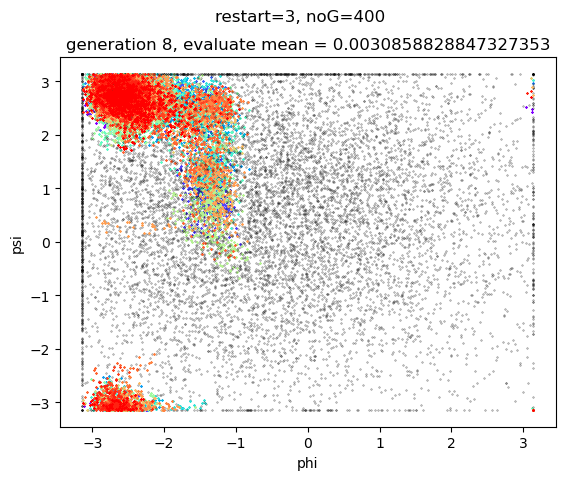 restart=3, noG=400
generation 8, evaluate mean = 0.0030858828847327353
3
2
1
0
−1
−2
−3
psi
−3 −2 −1 0 1 2 3
phi